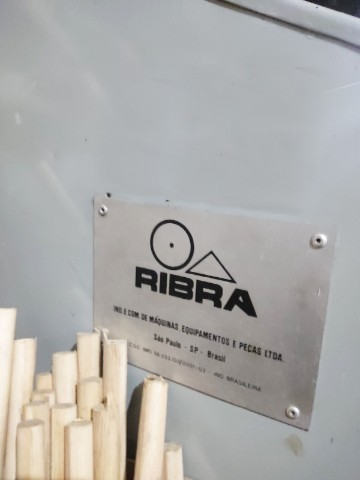 RIBRA
IND. E COM. DE MÁQUINAS EQUIPAMENTOS E PEÇAS LTDA.
São Paulo - SP - Brasil
IND. BRASILEIRA